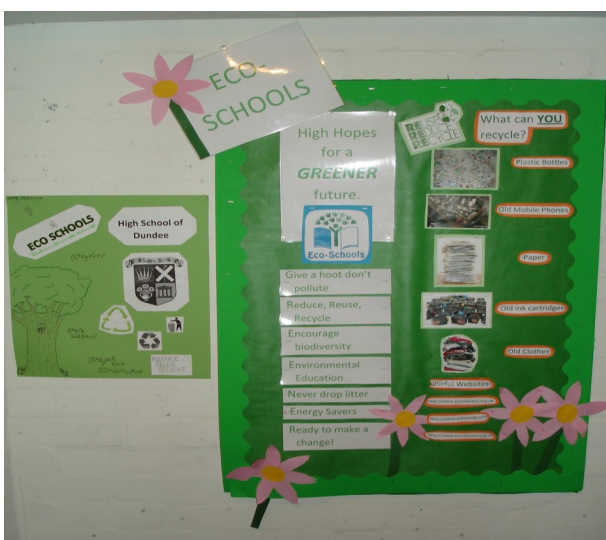 ECO-
SCHOOLS
High Hopes
for a
GREENER
future.
Eco-Schools
Give a hoot don't
pollute
Reduce, Reuse,
Recycle
Encourage
biodiversity
Environmental
Education
Never drop litter
Energy Savers
Ready to make a
change!
What can YOU
recycle?
Plastic Bottles
Old Mobile Phones
Paper
Old ink cartridges
Old Clothes
Useful Websites
ECO SCHOOLS
High School of
Dundee